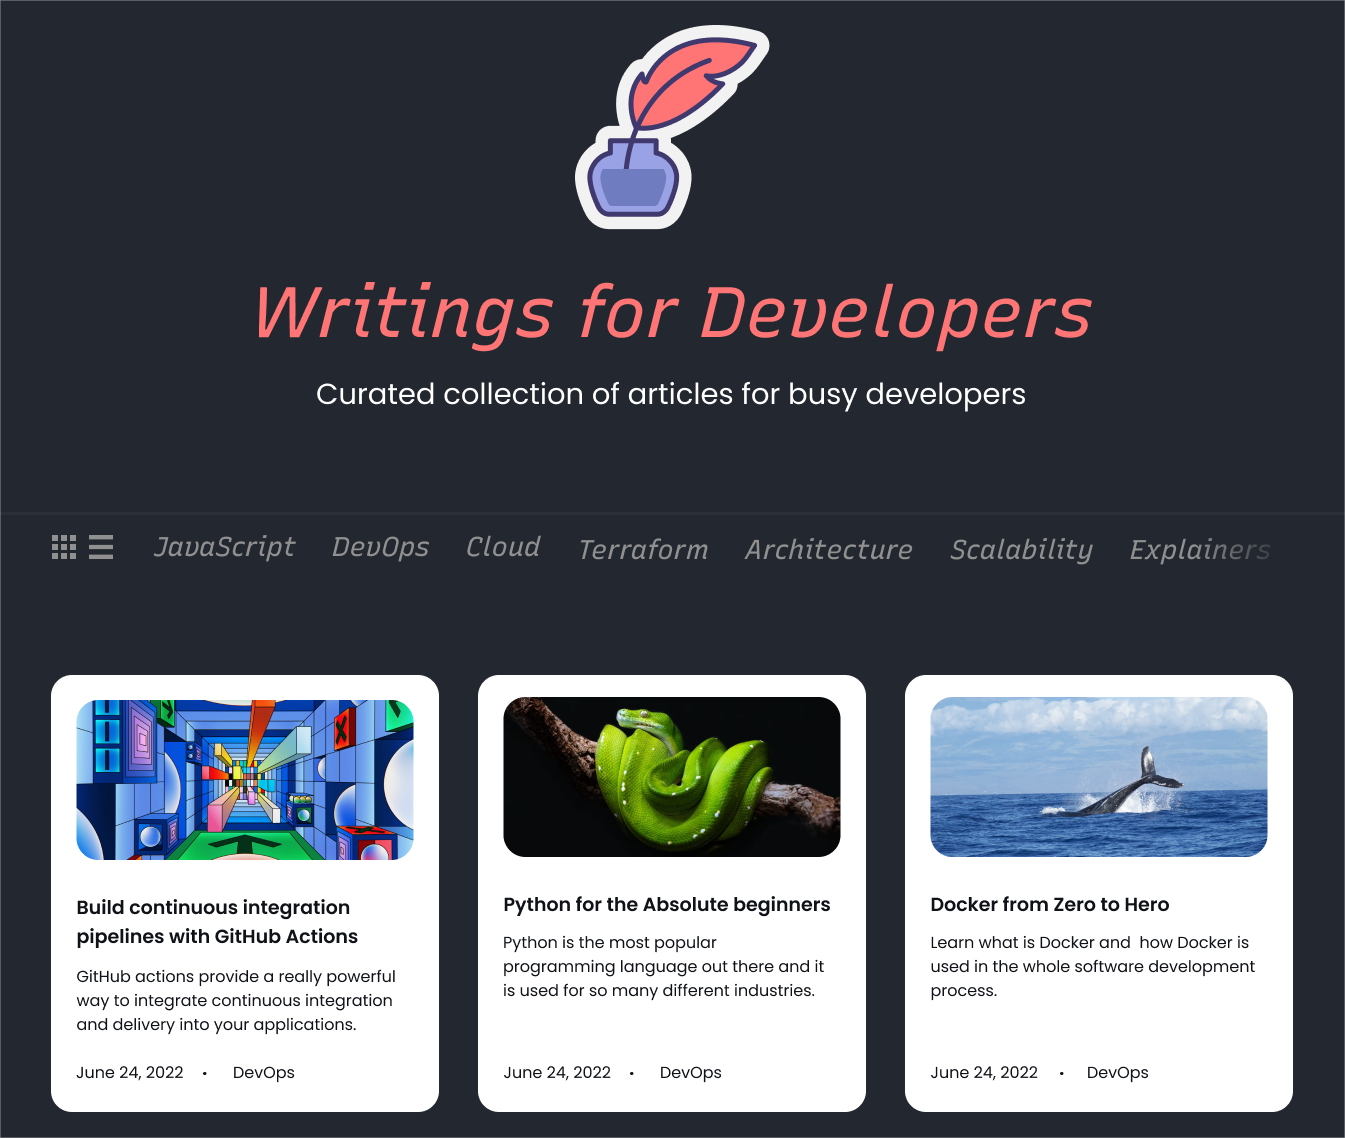 Writings for Developers
Curated collection of articles for busy developers
JavaScript DevOps Cloud Terraform Architecture Scalability Explainers
Build continuous integration
pipelines with GitHub Actions
GitHub actions provide a really powerful
way to integrate continuous integration
and delivery into your applications.
June 24, 2022 • DevOps
Python for the Absolute beginners
Python is the most popular
programming language out there and it
is used for so many different industries.
June 24, 2022 • DevOps
Docker from Zero to Hero
Learn what is Docker and  how Docker is
used in the whole software development
process.
June 24, 2022 • DevOps